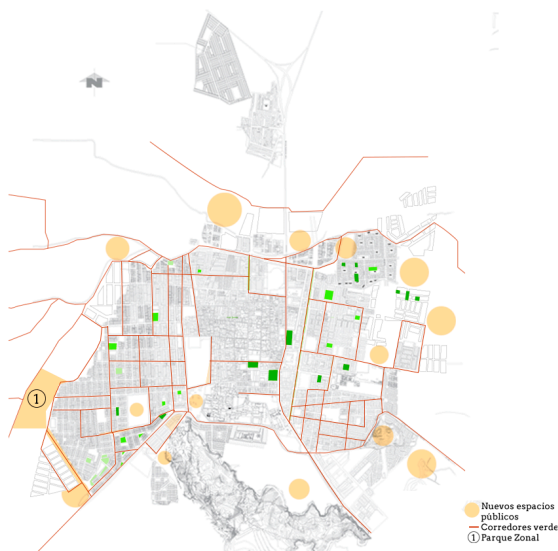 N
1
Nuevos espacios
públicos
Corredores verde
1 Parque Zonal